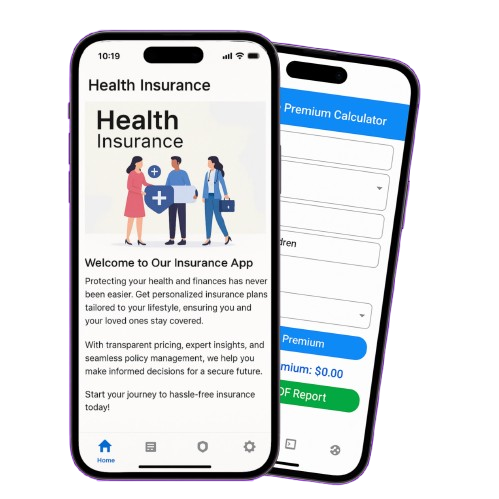 10:19
Health Insurance
Health
Insurance
Welcome to Our Insurance App
Protecting your health and finances has never
been easier. Get personalized insurance plans
tailored to your lifestyle, ensuring you and
your loved ones stay covered.
With transparent pricing, expert insights, and
seamless policy management, we help you
make informed decisions for a secure future.
Start your journey to hassle-free insurance
today!
Home
Premium Calculator
dren
Premium
mium: $0.00
DF Report